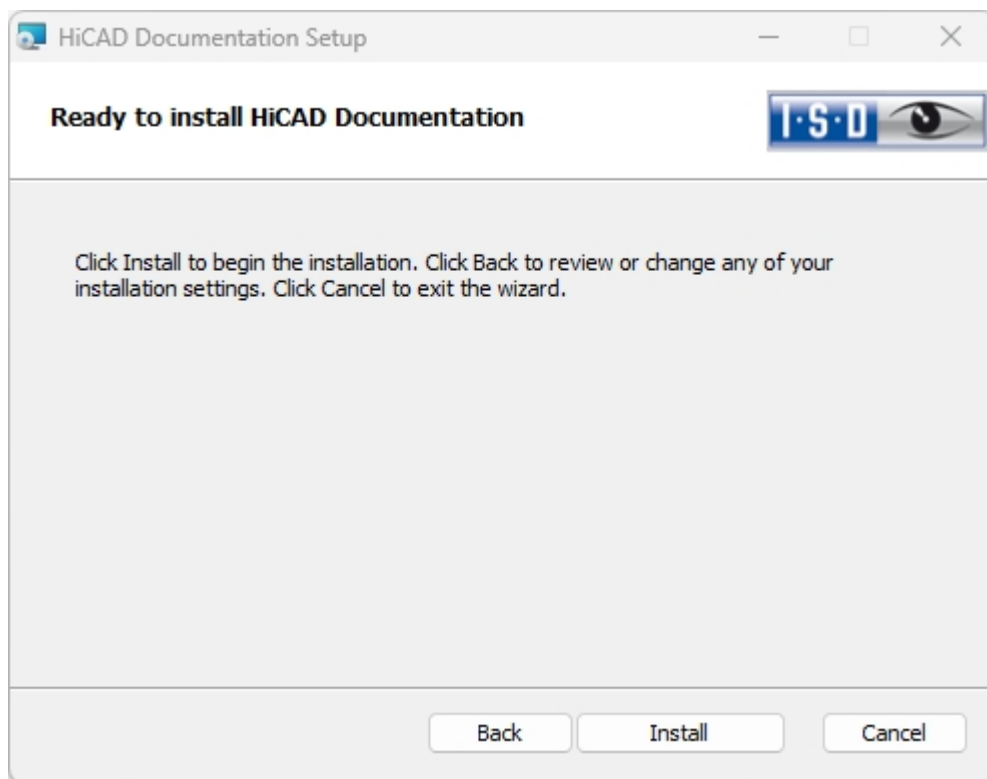 HiCAD Documentation Setup
Ready to install HiCAD Documentation
I·S·D
Click Install to begin the installation. Click Back to review or change any of your
installation settings. Click Cancel to exit the wizard.
Back Install Cancel